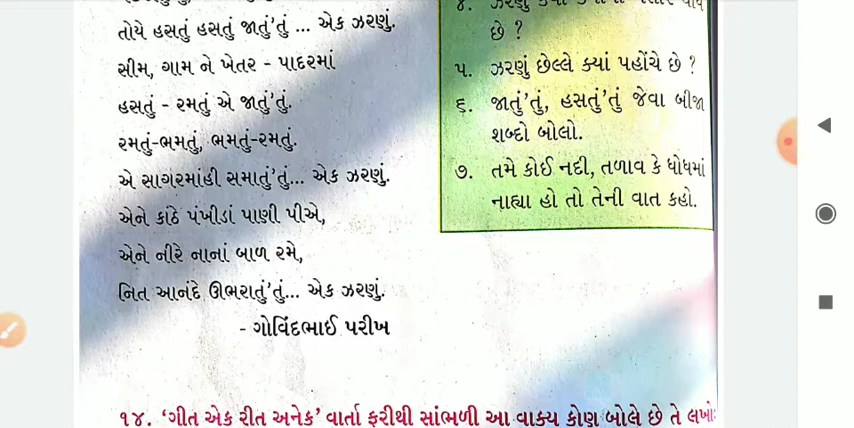 તોયે હસતું હસતું જાતું'તું ... એક ઝરણું.
સીમ, ગામ ને ખેતર - પાદરમાં
હસતું - રમતું એ જાતું'તું.
રમતું-ભમતું, ભમતું-રમતું.
એ સાગરમાંહી સમાતું'તું... એક ઝરણું.
એને કાંઠે પંખીડાં પાણી પીએ,
એને નીરે નાનાં બાળ રમે,
નિત આનંદે ઊભરાતું'તું... એક ઝરણું.
- ગોવિંદભાઈ પરીખ
૪. ઝરણું
છે ?
૫. ઝરણું છેલ્લે ક્યાં પહોંચે છે ?
૬. જાતું'તું, હસતું'તું જેવા બીજા
શબ્દો બોલો.
૭. તમે કોઈ નદી, તળાવ કે ધોધમાં
નાહ્યા હો તો તેની વાત કહો.
૧૪. 'ગીત એક રીત અનેક' વાર્તા ફરીથી સાંભળી આ વાક્ય કોણ બોલે છે તે લખો: